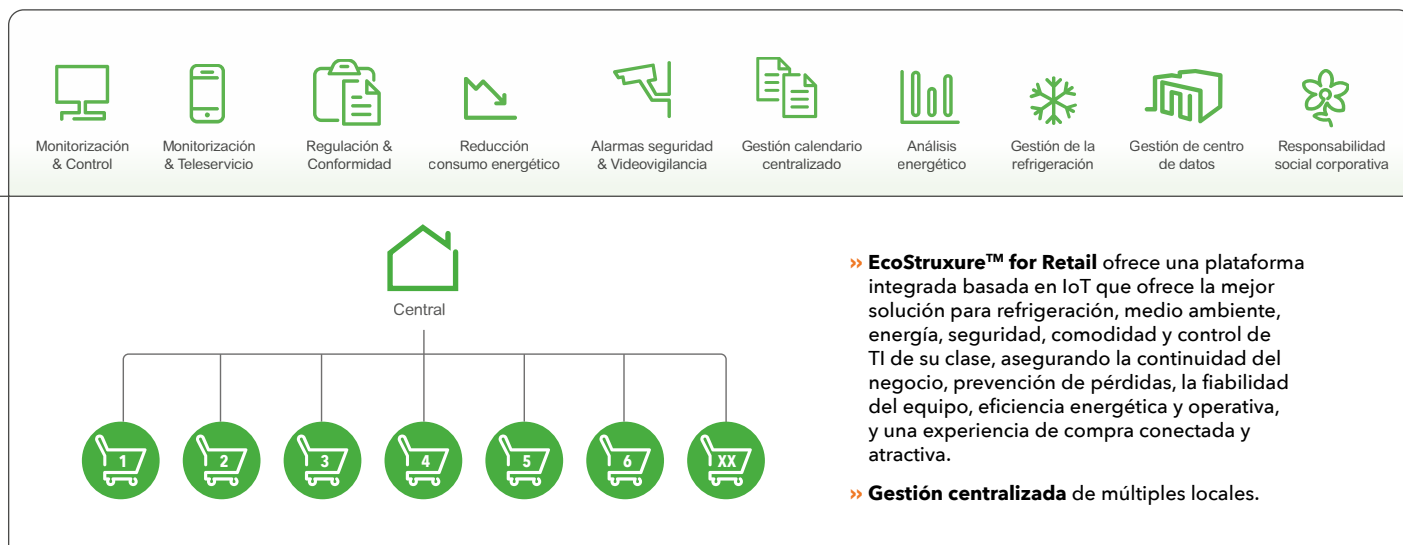 Monitorización
& Control
Monitorización
& Teleservicio
Regulación &
Conformidad
Reducción
consumo energético
Alarmas seguridad
& Videovigilancia
Gestión calendario
centralizado
Análisis
energético
Gestión de la
refrigeración
Gestión de centro
de datos
Responsabilidad
social corporativa
Central
1
2
3
4
5
6
XX
» EcoStruxure™ for Retail ofrece una plataforma
integrada basada en IoT que ofrece la mejor
solución para refrigeración, medio ambiente,
energía, seguridad, comodidad y control de
TI de su clase, asegurando la continuidad del
negocio, prevención de pérdidas, la fiabilidad
del equipo, eficiencia energética y operativa,
y una experiencia de compra conectada y
atractiva.
» Gestión centralizada de múltiples locales.